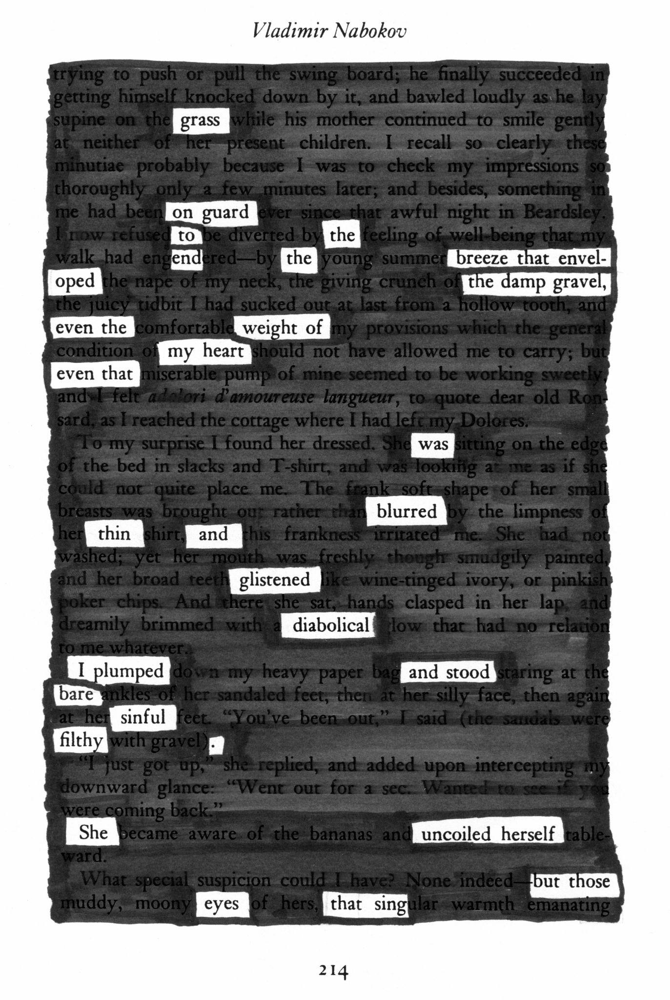 Vladimir Nabokov
trying to push or pull the swing board; he finally succeeded in
getting himself knocked down by it, and bawled loudly as he lay
supine on the grass while his mother continued to smile gently
at neither of her present children. I recall so clearly these
minutiae probably because I was to check my impressions so
thoroughly only a few minutes later; and besides, something in
me had been on guard ever since that awful night in Beardsley.
I now refused to be diverted by the feeling of well-being that my
walk had engendered—by the young summer breeze that envel-
oped the nape of my neck, the giving crunch of the damp gravel,
the juicy tidbit I had sucked out at last from a hollow tooth, and
even the comfortable weight of my provisions which the general
condition of my heart should not have allowed me to carry; but
even that miserable pump of mine seemed to be working sweetly,
and I felt adolori d'amoureuse langueur, to quote dear old Ron-
sard, as I reached the cottage where I had left my Dolores.
To my surprise I found her dressed. She was sitting on the edge
of the bed in slacks and T-shirt, and was looking at me as if she
could not quite place me. The frank soft shape of her small
breasts was brought out rather than blurred by the limpness of
her thin shirt, and this frankness irritated me. She had not
washed; yet her mouth was freshly though smudgily painted,
and her broad teeth glistened like wine-tinged ivory, or pinkish
poker chips. And there she sat, hands clasped in her lap, and
dreamily brimmed with a diabolical glow that had no relation
to me whatever.
I plumped down my heavy paper bag and stood staring at the
bare ankles of her sandaled feet, then at her silly face, then again
at her sinful feet. "You've been out," I said (the sandals were
filthy with gravel).
"I just got up," she replied, and added upon intercepting my
downward glance: "Went out for a sec. Wanted to see if you
were coming back."
She became aware of the bananas and uncoiled herself table-
ward.
What special suspicion could I have? None indeed—but those
muddy, moony eyes of hers, that singular warmth emanating
214